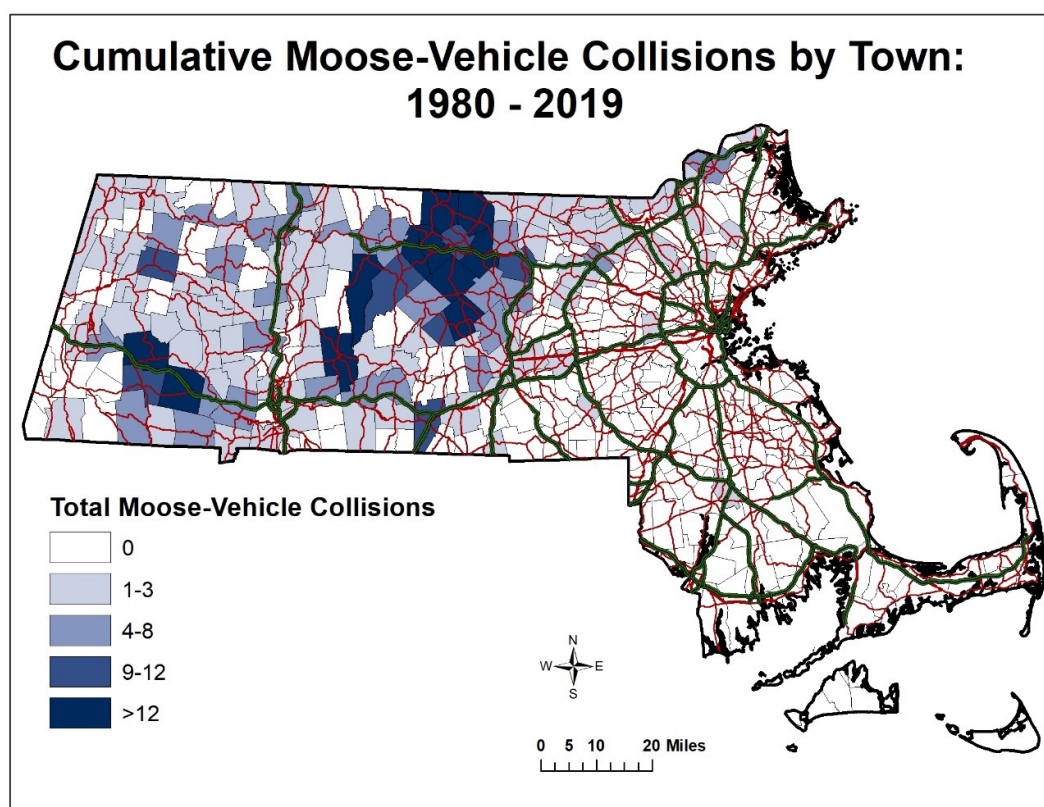 Cumulative Moose-Vehicle Collisions by Town:
1980 - 2019
Total Moose-Vehicle Collisions
0
1-3
4-8
9-12
>12
N
W E
S
0 5 10 20 Miles